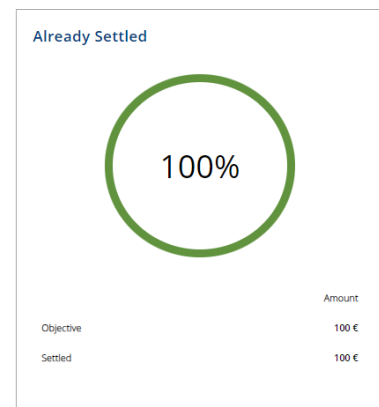 Already Settled
100%
Amount
Objective 100 €
Settled 100 €